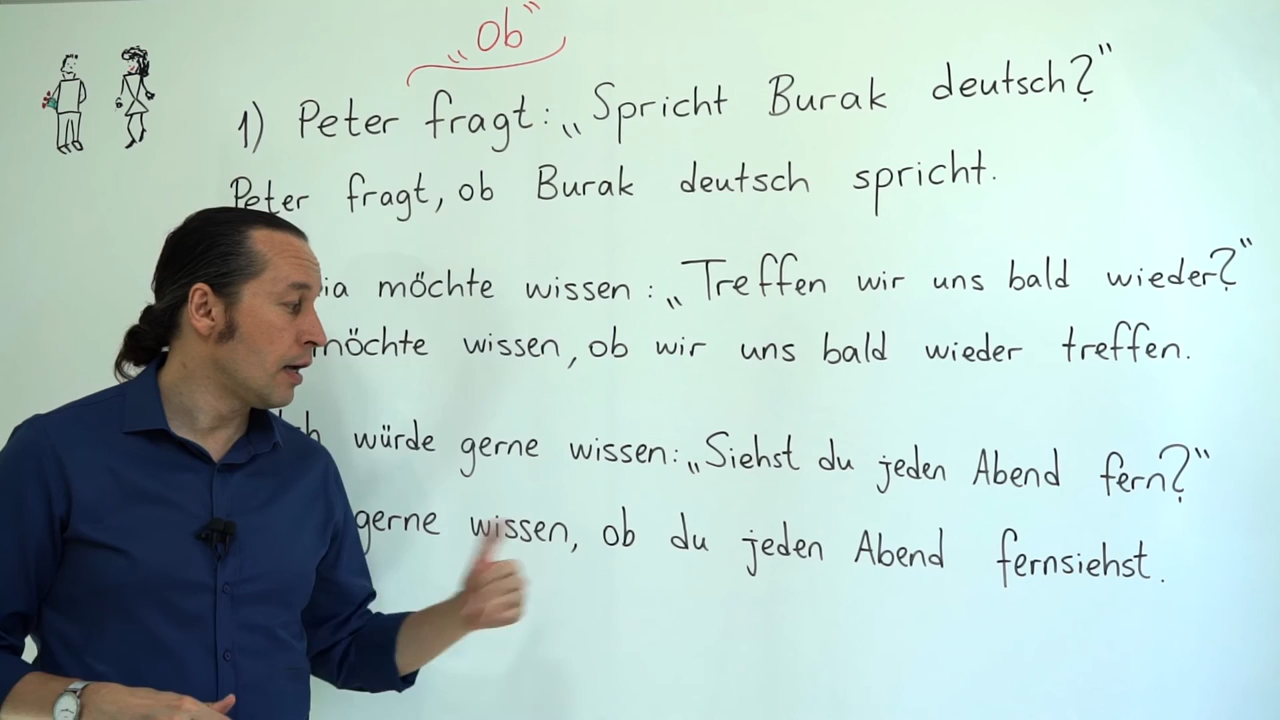 „Ob“
1) Peter fragt: „Spricht Burak deutsch?“
Peter fragt, ob Burak deutsch spricht.
möchte wissen: „Treffen wir uns bald wieder?“
möchte wissen, ob wir uns bald wieder treffen.
würde gerne wissen: „Siehst du jeden Abend fern?“
gerne wissen, ob du jeden Abend fernsiehst.